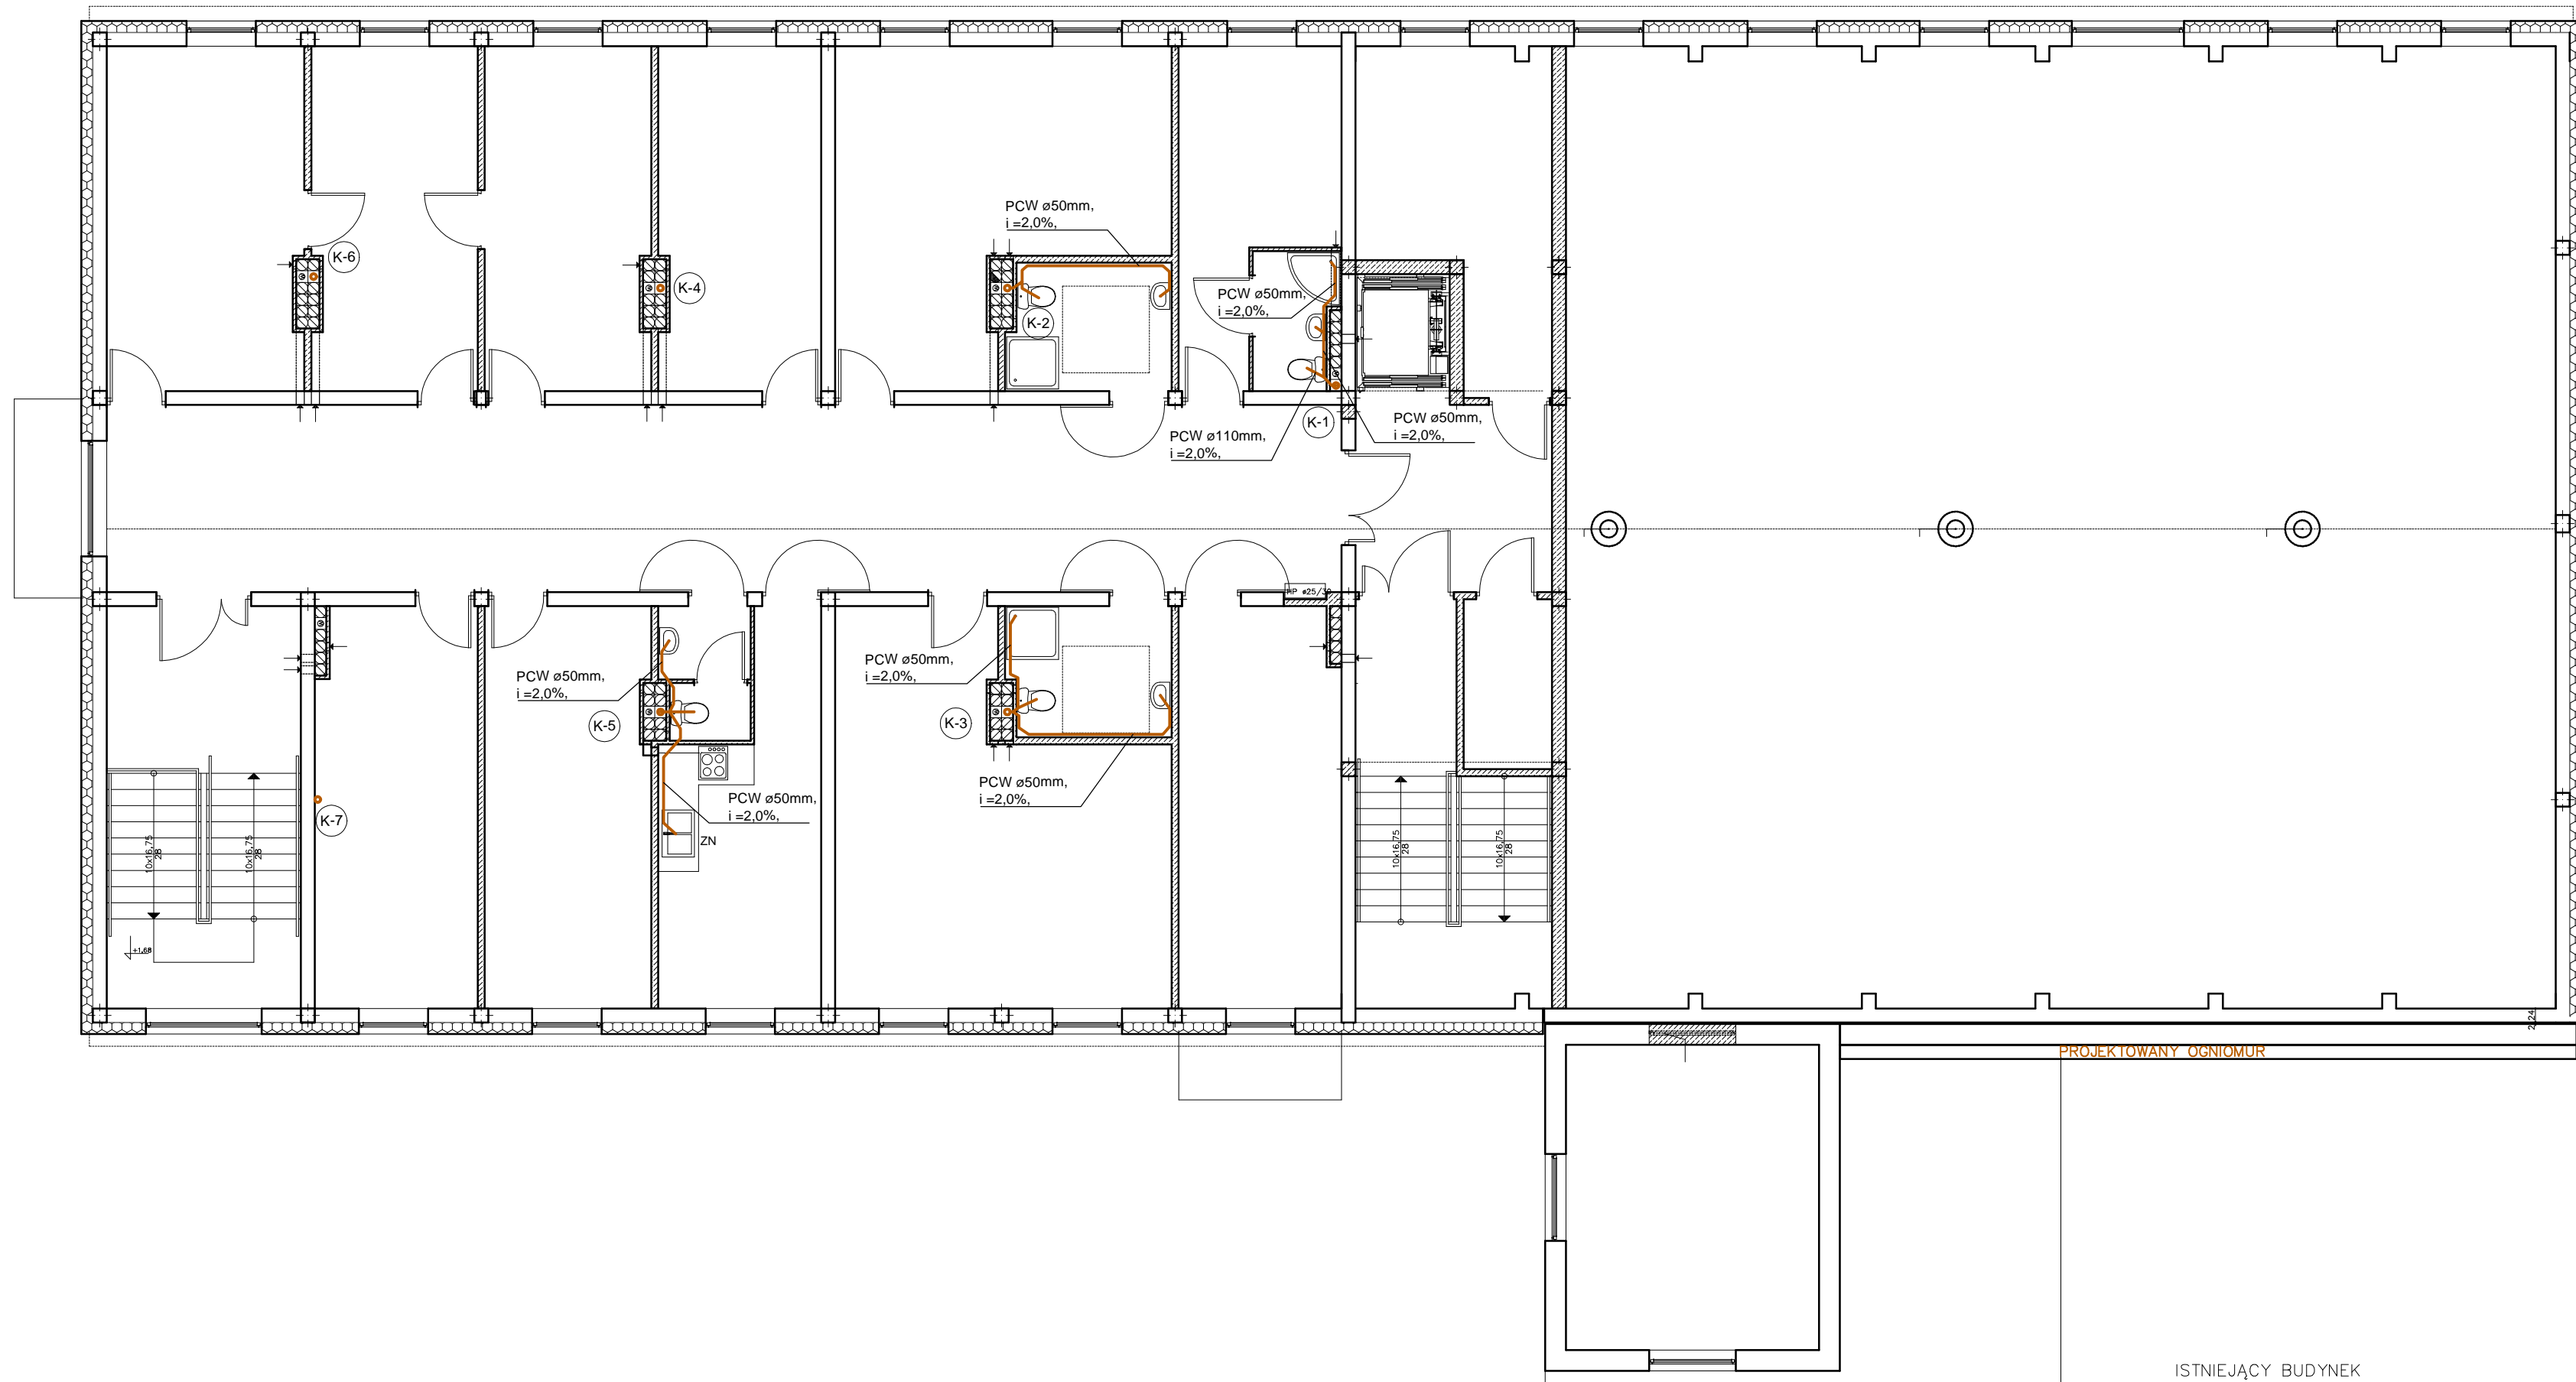 PCW ø50mm,
i =2,0%,
K-6
K-4
K-2
PCW ø50mm,
i =2,0%,
K-1
PCW ø50mm,
i =2,0%,
PCW ø110mm,
i =2,0%,
PCW ø50mm,
i =2,0%,
K-5
PCW ø50mm,
i =2,0%,
K-3
PCW ø50mm,
i =2,0%,
PCW ø50mm,
i =2,0%,
K-7
ZN
10x16,75
28
10x16,75
28
10x16,75
28
10x16,75
28
+1,68
PROJEKTOWANY OGNIOMUR
ISTNIEJĄCY BUDYNEK